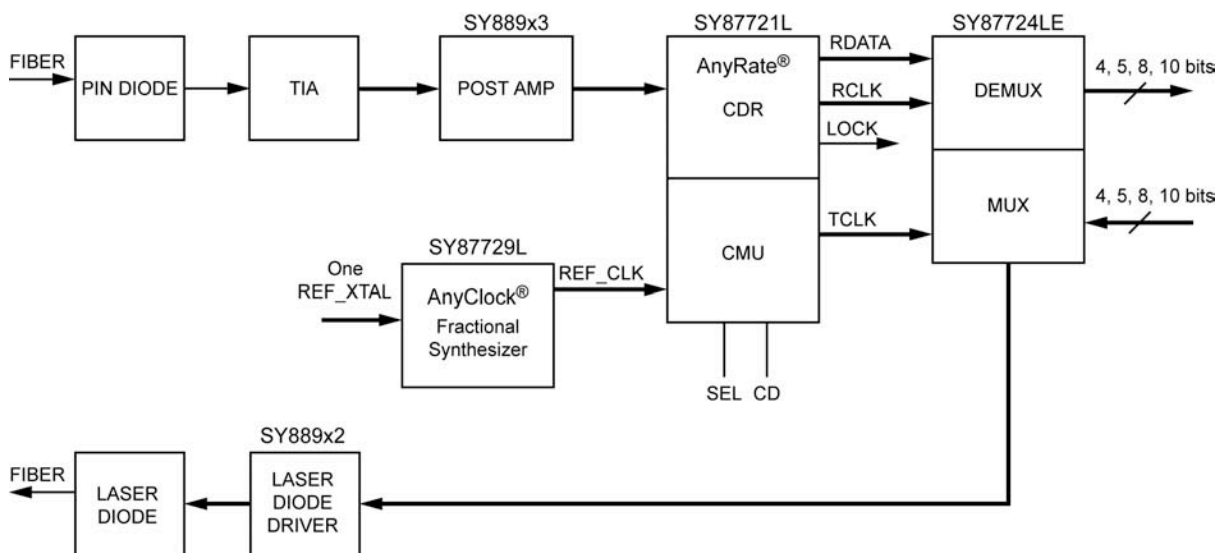 SY889x3
SY87721L
SY87724LE
FIBER
PIN DIODE
TIA
POST AMP
AnyRate®
CDR
RDATA
RCLK
LOCK
DEMUX
4, 5, 8, 10 bits
CMU
TCLK
MUX
4, 5, 8, 10 bits
SY87729L
One
REF_XTAL
AnyClock®
Fractional
Synthesizer
REF_CLK
SEL
CD
SY889x2
FIBER
LASER
DIODE
LASER
DIODE
DRIVER